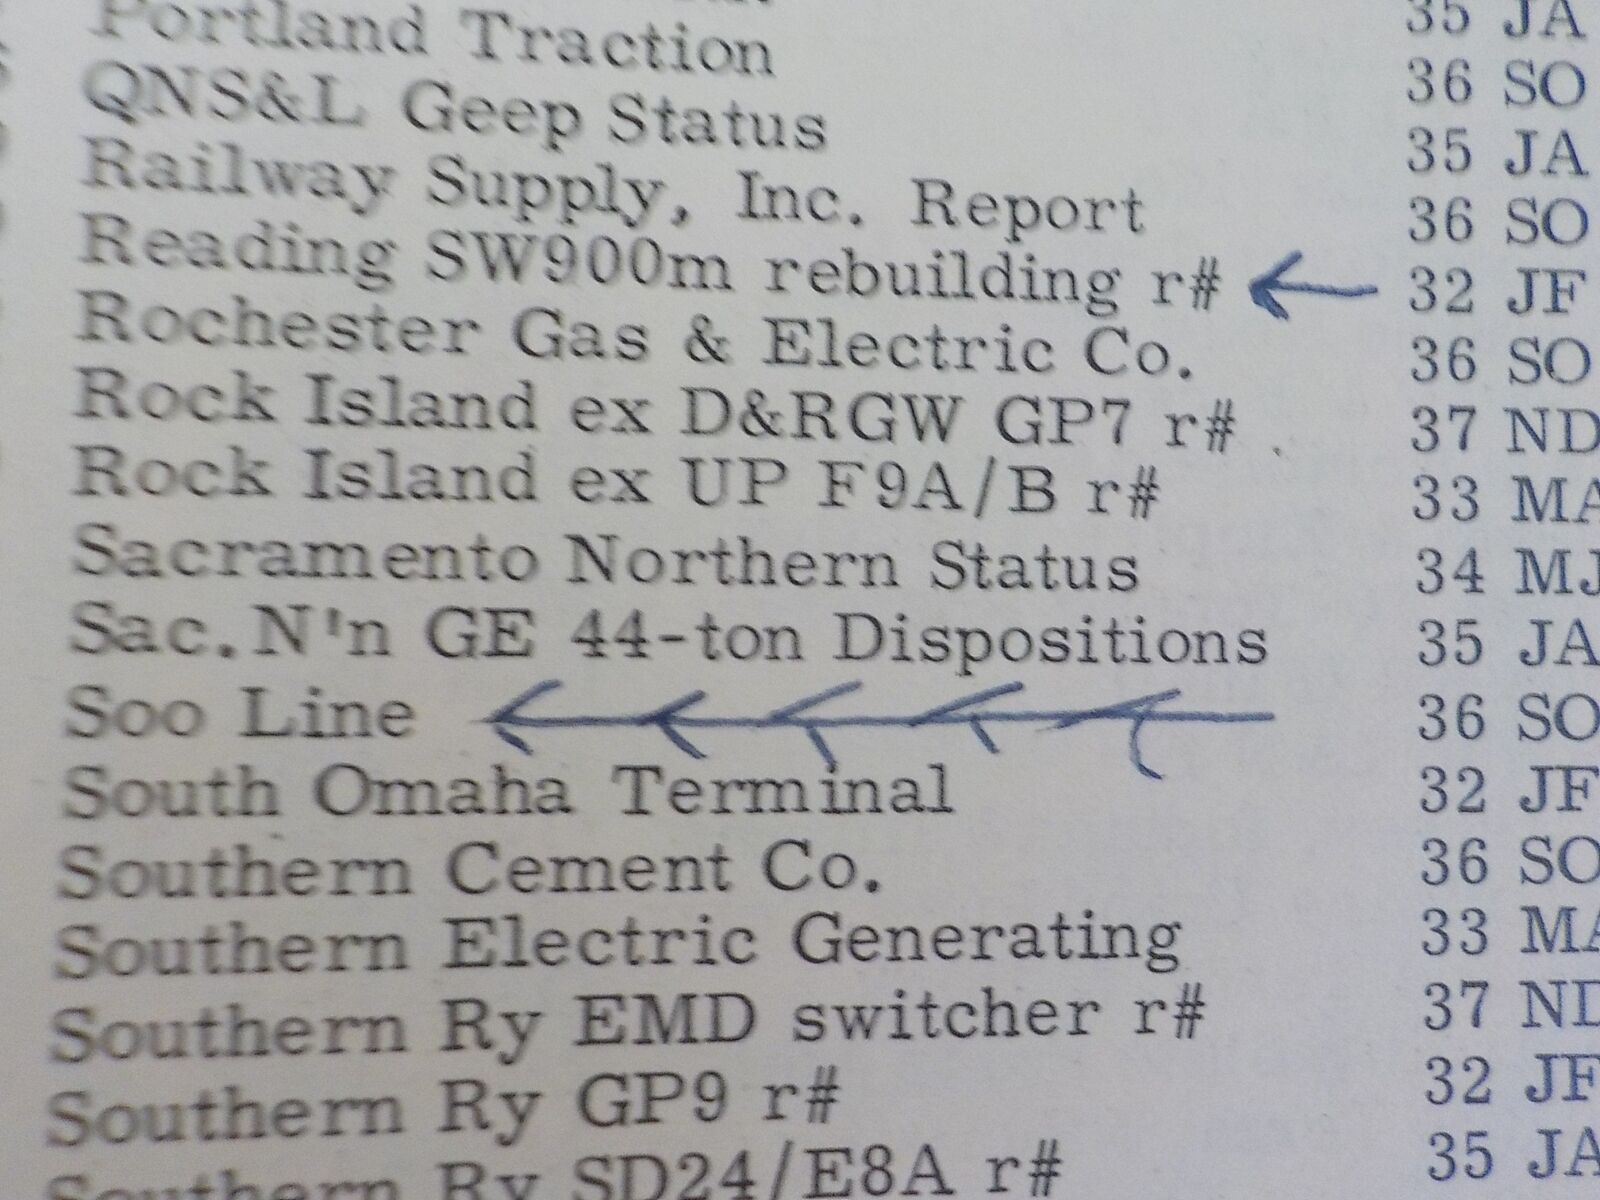 35 JA
Portland Traction 36 SO
QNS&L Geep Status 35 JA
Railway Supply, Inc. Report 36 SO
Reading SW900m rebuilding r# 32 JF
Rochester Gas & Electric Co. 36 SO
Rock Island ex D&RGW GP7 r# 37 ND
Rock Island ex UP F9A/B r# 33 MA
Sacramento Northern Status 34 MJ
Sac.N'n GE 44-ton Dispositions 35 JA
Soo Line 36 SO
South Omaha Terminal 32 JF
Southern Cement Co. 36 SO
Southern Electric Generating 33 MA
Southern Ry EMD switcher r# 37 ND
Southern Ry GP9 r# 32 JF
Southern Ry SD24/E8A r# 35 JA